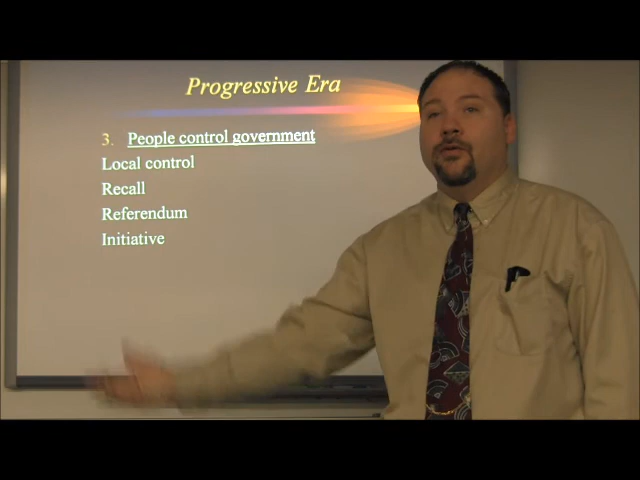 Progressive Era
3. People control government
Local control
Recall
Referendum
Initiative